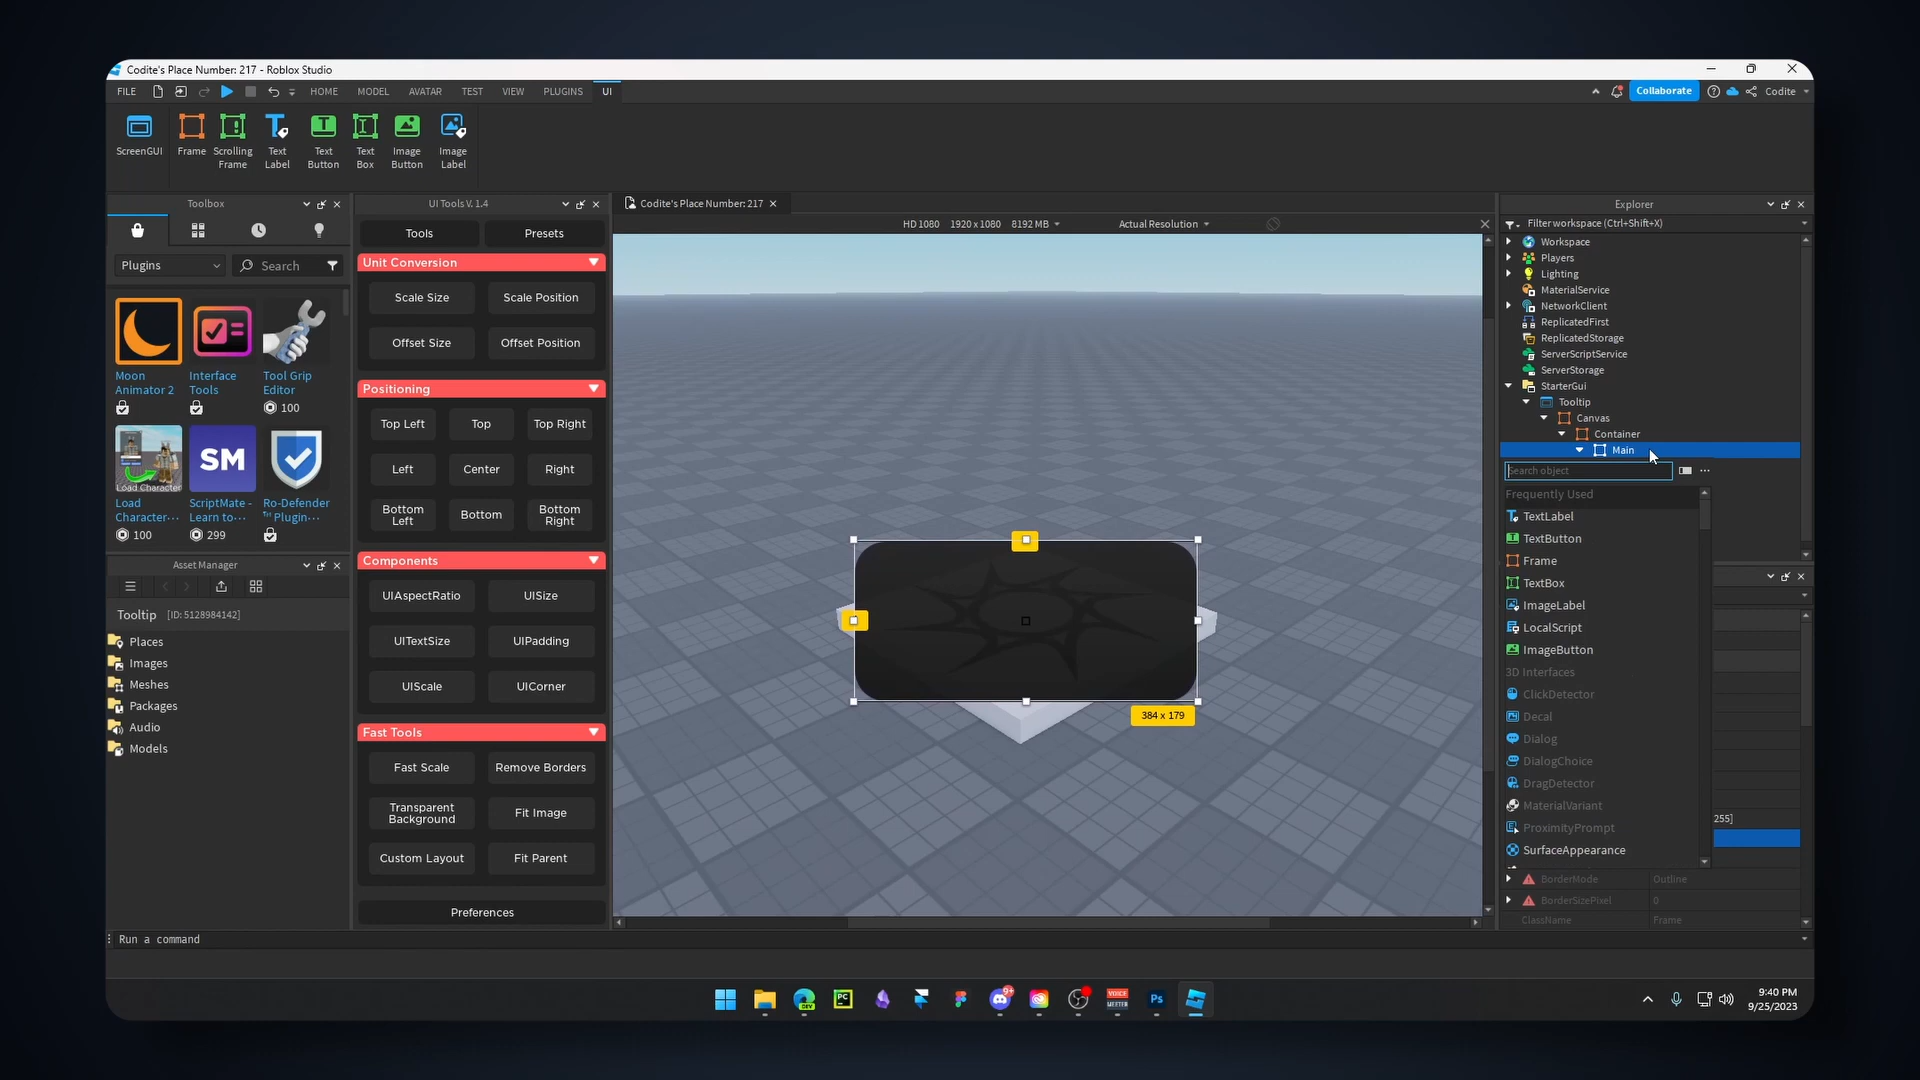 Codite's Place Number: 217 - Roblox Studio
FILE
HOME
MODEL
AVATAR
TEST
VIEW
PLUGINS
UI
Collaborate
Codite
ScreenGUI
Frame
Scrolling
Frame
Text
Label
Text
Button
Text
Box
Image
Button
Image
Label
Toolbox
Plugins
Search
Moon
Animator 2
Interface
Tools
Tool Grip
Editor
100
Load Character
SM
Load
Character···
100
ScriptMate -
Learn to···
299
Ro-Defender
™ Plugin···
Asset Manager
Tooltip [ID: 5128984142]
Places
Images
Meshes
Packages
Audio
Models
UI Tools V. 1.4
Tools
Presets
Unit Conversion
Scale Size
Scale Position
Offset Size
Offset Position
Positioning
Top Left
Top
Top Right
Left
Center
Right
Bottom
Left
Bottom
Bottom
Right
Components
UIAspectRatio
UISize
UITextSize
UIPadding
UIScale
UICorner
Fast Tools
Fast Scale
Remove Borders
Transparent
Background
Fit Image
Custom Layout
Fit Parent
Preferences
Codite's Place Number: 217
HD 1080 1920 x 1080 8192 MB
Actual Resolution
384 x 179
Explorer
Filter workspace (Ctrl+Shift+X)
Workspace
Players
Lighting
MaterialService
NetworkClient
ReplicatedFirst
ReplicatedStorage
ServerScriptService
ServerStorage
StarterGui
Tooltip
Canvas
Container
Main
Search object
Frequently Used
TextLabel
TextButton
Frame
TextBox
ImageLabel
LocalScript
ImageButton
3D Interfaces
ClickDetector
Decal
Dialog
DialogChoice
DragDetector
MaterialVariant
ProximityPrompt
SurfaceAppearance
255]
BorderMode Outline
BorderSizePixel 0
ClassName Frame
Run a command
DEV
PC
9+
VOICE
MEETER
Ps
9:40 PM
9/25/2023